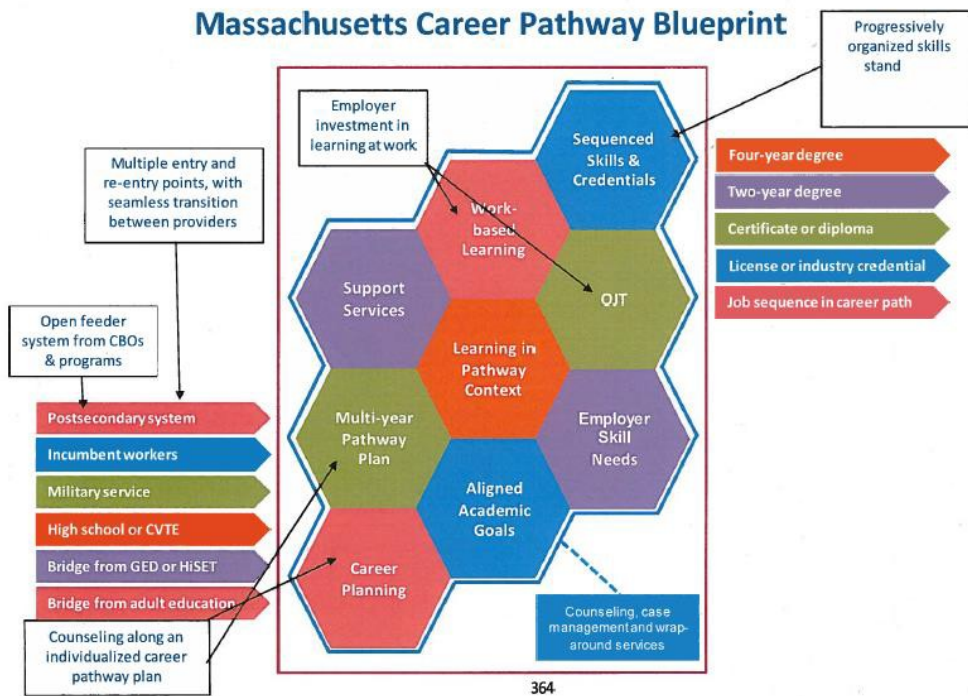 Massachusetts Career Pathway Blueprint
Progressively
organized skills
stand
Employer
investment in
learning at work
Multiple entry and
re-entry points, with
seamless transition
between providers
Open feeder
system from CBOs
& programs
Postsecondary system
Incumbent workers
Military service
High school or CVTE
Bridge from GED or HiSET
Bridge from adult education
Counseling along an
individualized career
pathway plan
Sequenced
Skills &
Credentials
Work-
based
Learning
Support
Services
OJT
Learning in
Pathway
Context
Multi-year
Pathway
Plan
Employer
Skill
Needs
Aligned
Academic
Goals
Career
Planning
Four-year degree
Two-year degree
Certificate or diploma
License or industry credential
Job sequence in career path
Counseling, case
management and wrap-
around services
364